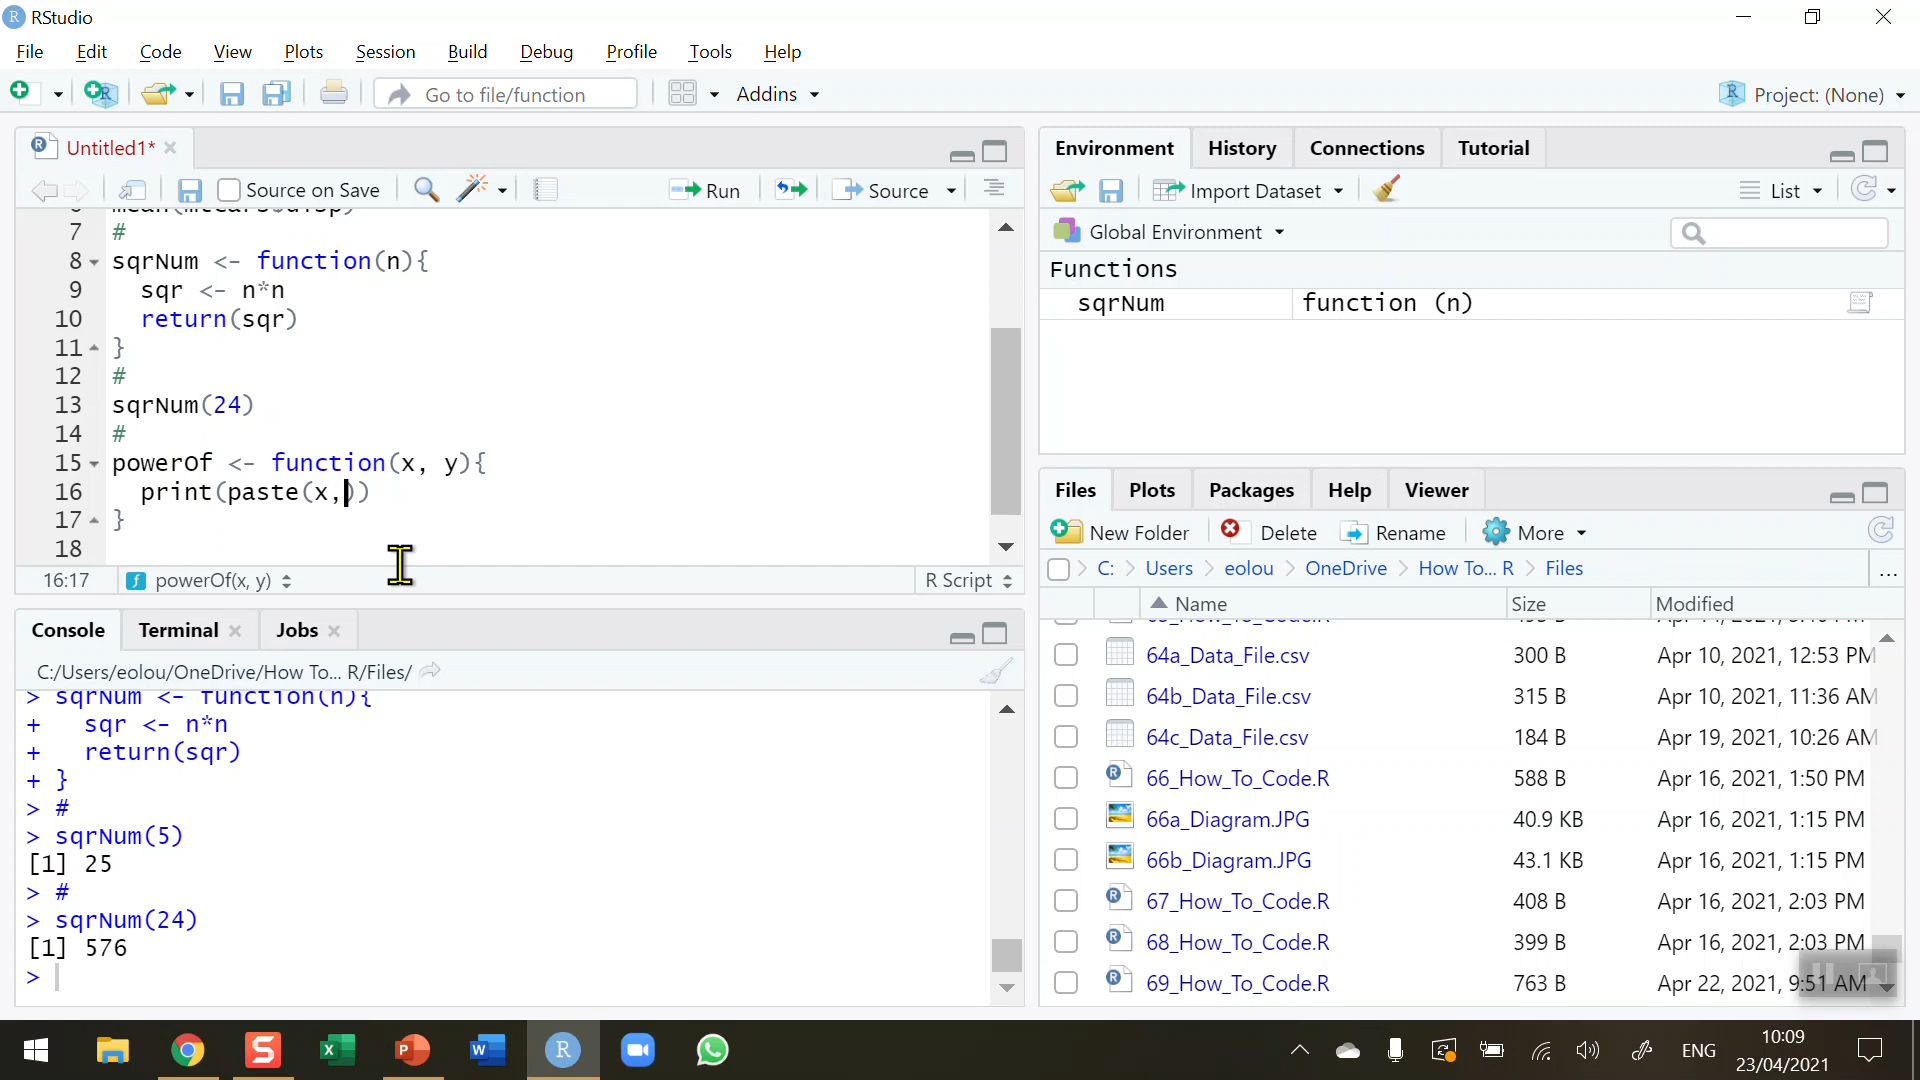 RStudio
File Edit Code View Plots Session Build Debug Profile Tools Help
Go to file/function Addins Project: (None)
Untitled1*
Source on Save Run Source
7 #
8 sqrNum <- function(n){
9 sqr <- n*n
10 return(sqr)
11 }
12 #
13 sqrNum(24)
14 #
15 powerOf <- function(x, y){
16 print(paste(x,))
17 }
18
16:17 powerOf(x, y) R Script
Console Terminal Jobs
C:/Users/eolou/OneDrive/How To... R/Files/
> sqrNum <- function(n){
+ sqr <- n*n
+ return(sqr)
+ }
> #
> sqrNum(5)
[1] 25
> #
> sqrNum(24)
[1] 576
>
Environment History Connections Tutorial
Import Dataset List
Global Environment
Functions
sqrNum function (n)
Files Plots Packages Help Viewer
New Folder Delete Rename More
C: Users eolou OneDrive How To... R Files ...
Name Size Modified
64a_Data_File.csv 300 B Apr 10, 2021, 12:53 PM
64b_Data_File.csv 315 B Apr 10, 2021, 11:36 AM
64c_Data_File.csv 184 B Apr 19, 2021, 10:26 AM
66_How_To_Code.R 588 B Apr 16, 2021, 1:50 PM
66a_Diagram.JPG 40.9 KB Apr 16, 2021, 1:15 PM
66b_Diagram.JPG 43.1 KB Apr 16, 2021, 1:15 PM
67_How_To_Code.R 408 B Apr 16, 2021, 2:03 PM
68_How_To_Code.R 399 B Apr 16, 2021, 2:03 PM
69_How_To_Code.R 763 B Apr 22, 2021, 9:51 AM
ENG
10:09
23/04/2021